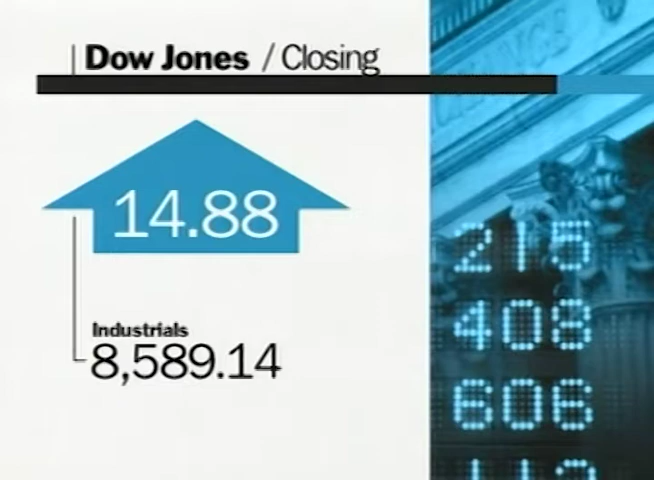 Dow Jones / Closing
14.88
Industrials
8,589.14
215
408
606